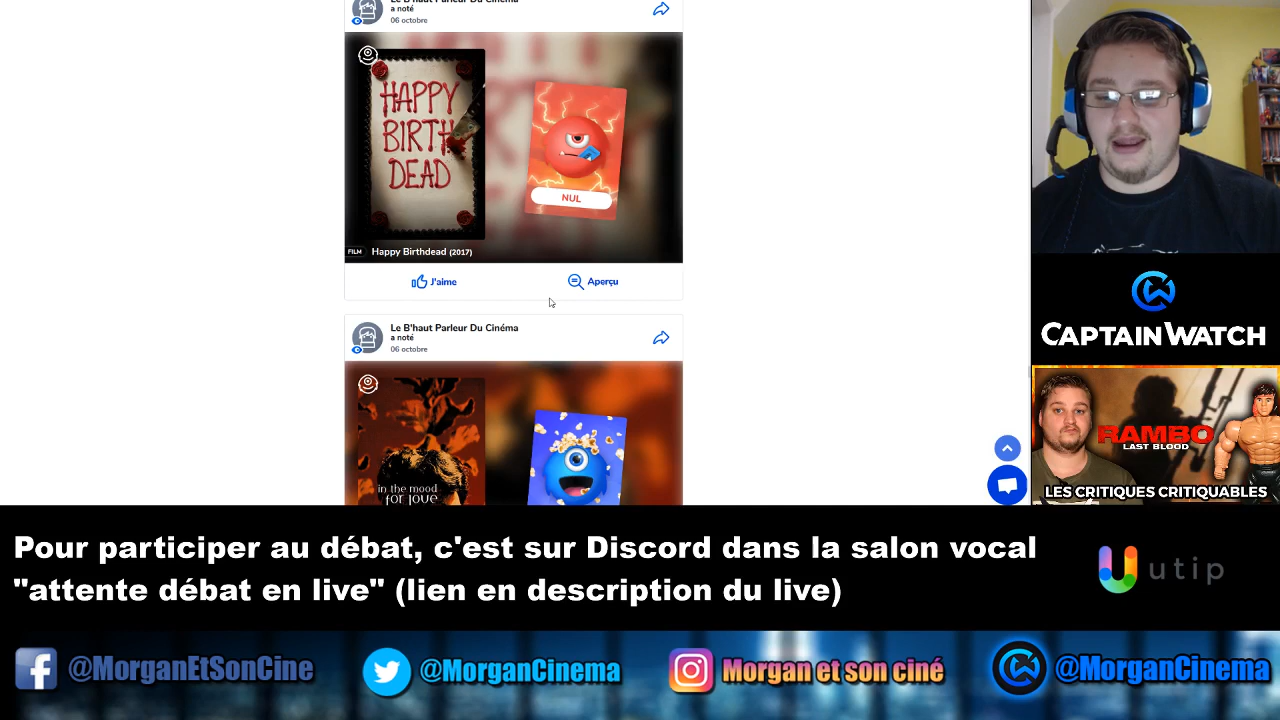 Le B'haut Parleur Du Cinéma
a noté
06 octobre
HAPPY
BIRTH
DEAD
NUL
FILM
Happy Birthdead (2017)
J'aime
Aperçu
Le B'haut Parleur Du Cinéma
a noté
06 octobre
in the mood
for love
CAPTAINWATCH
RAMBO
LAST BLOOD
LES CRITIQUES CRITIQUABLES
Pour participer au débat, c'est sur Discord dans la salon vocal
"attente débat en live" (lien en description du live)
utip
@MorganEtSonCine
@MorganCinema
Morgan et son ciné
@MorganCinema